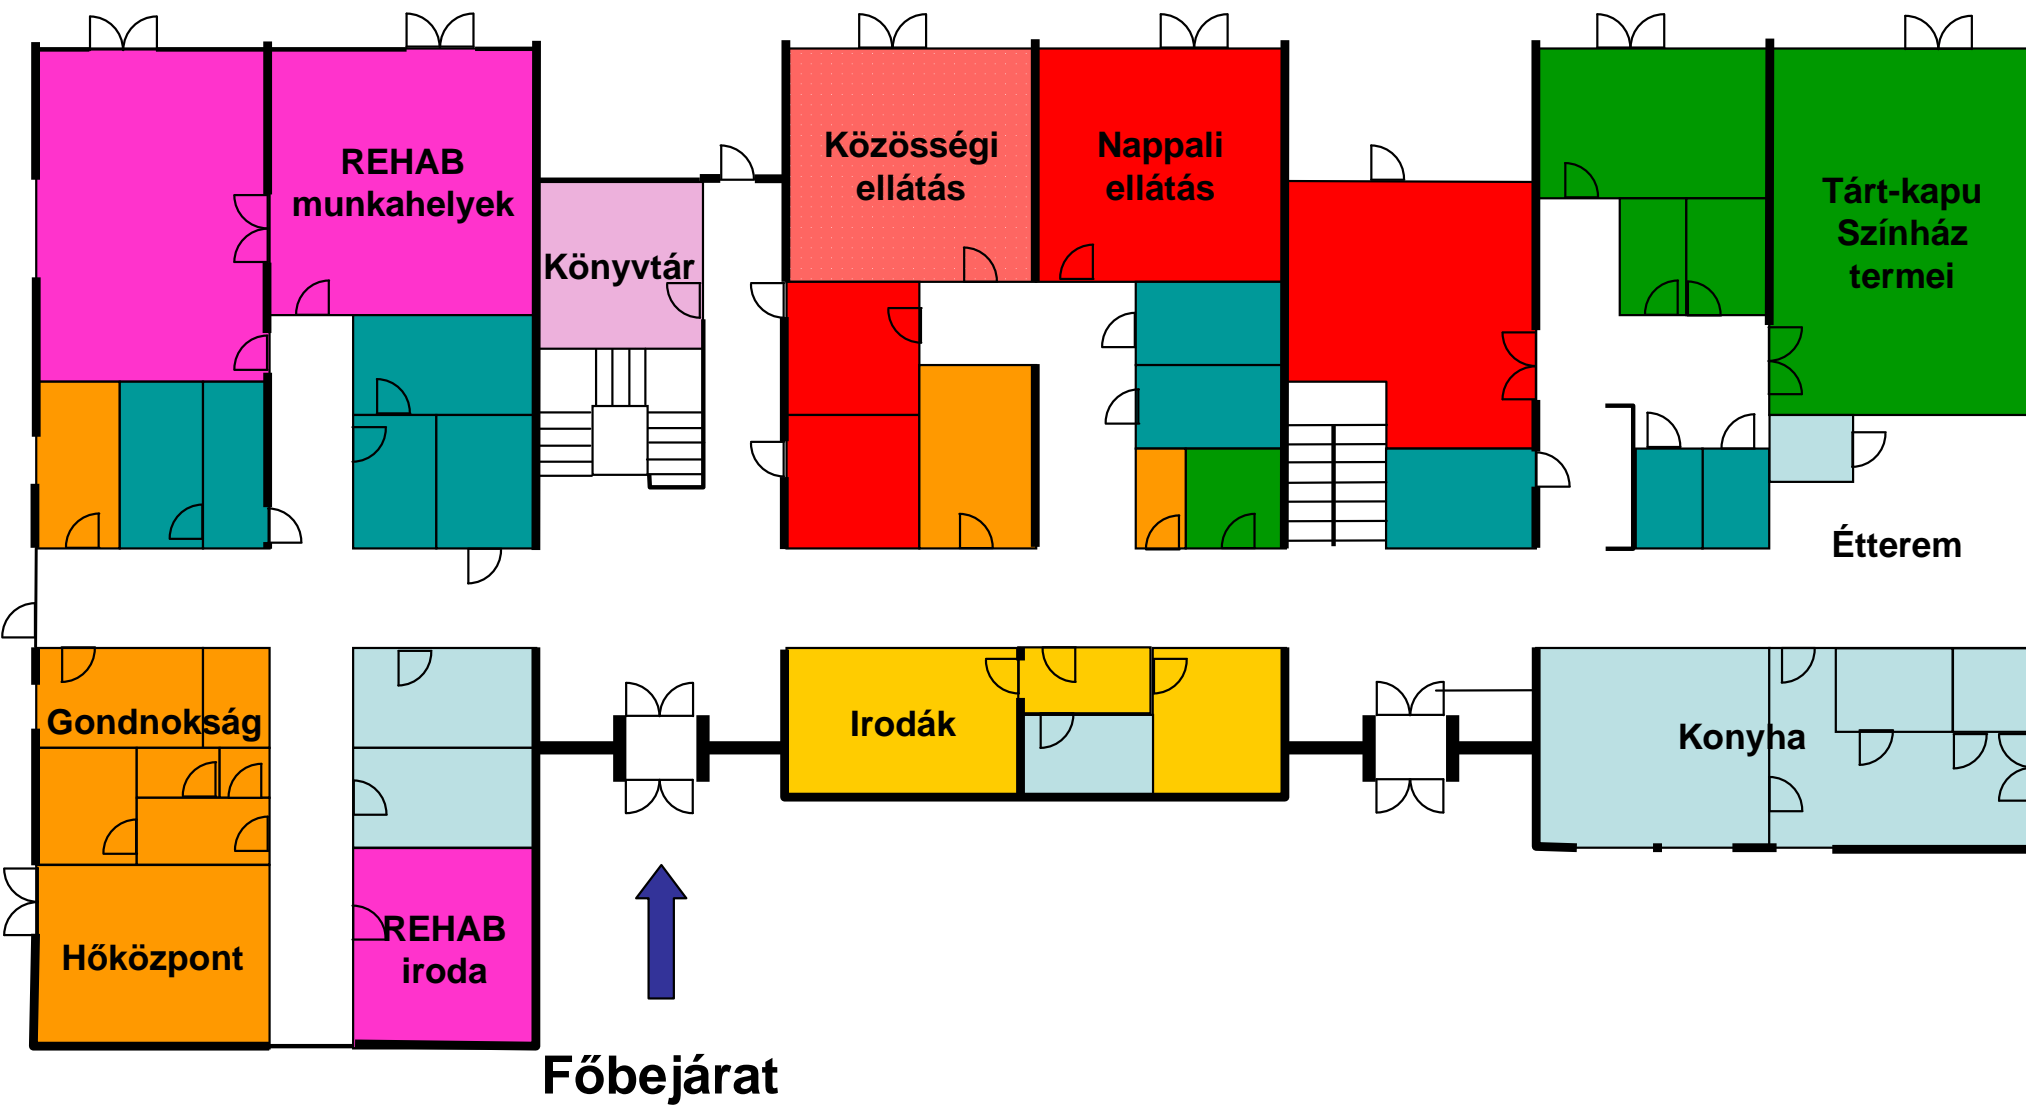 REHAB
munkahelyek
Könyvtár
Közösségi
ellátás
Nappali
ellátás
Tárt-kapu
Színház
termei
Étterem
Gondnokság
Irodák
Konyha
Hőközpont
REHAB
iroda
Főbejárat